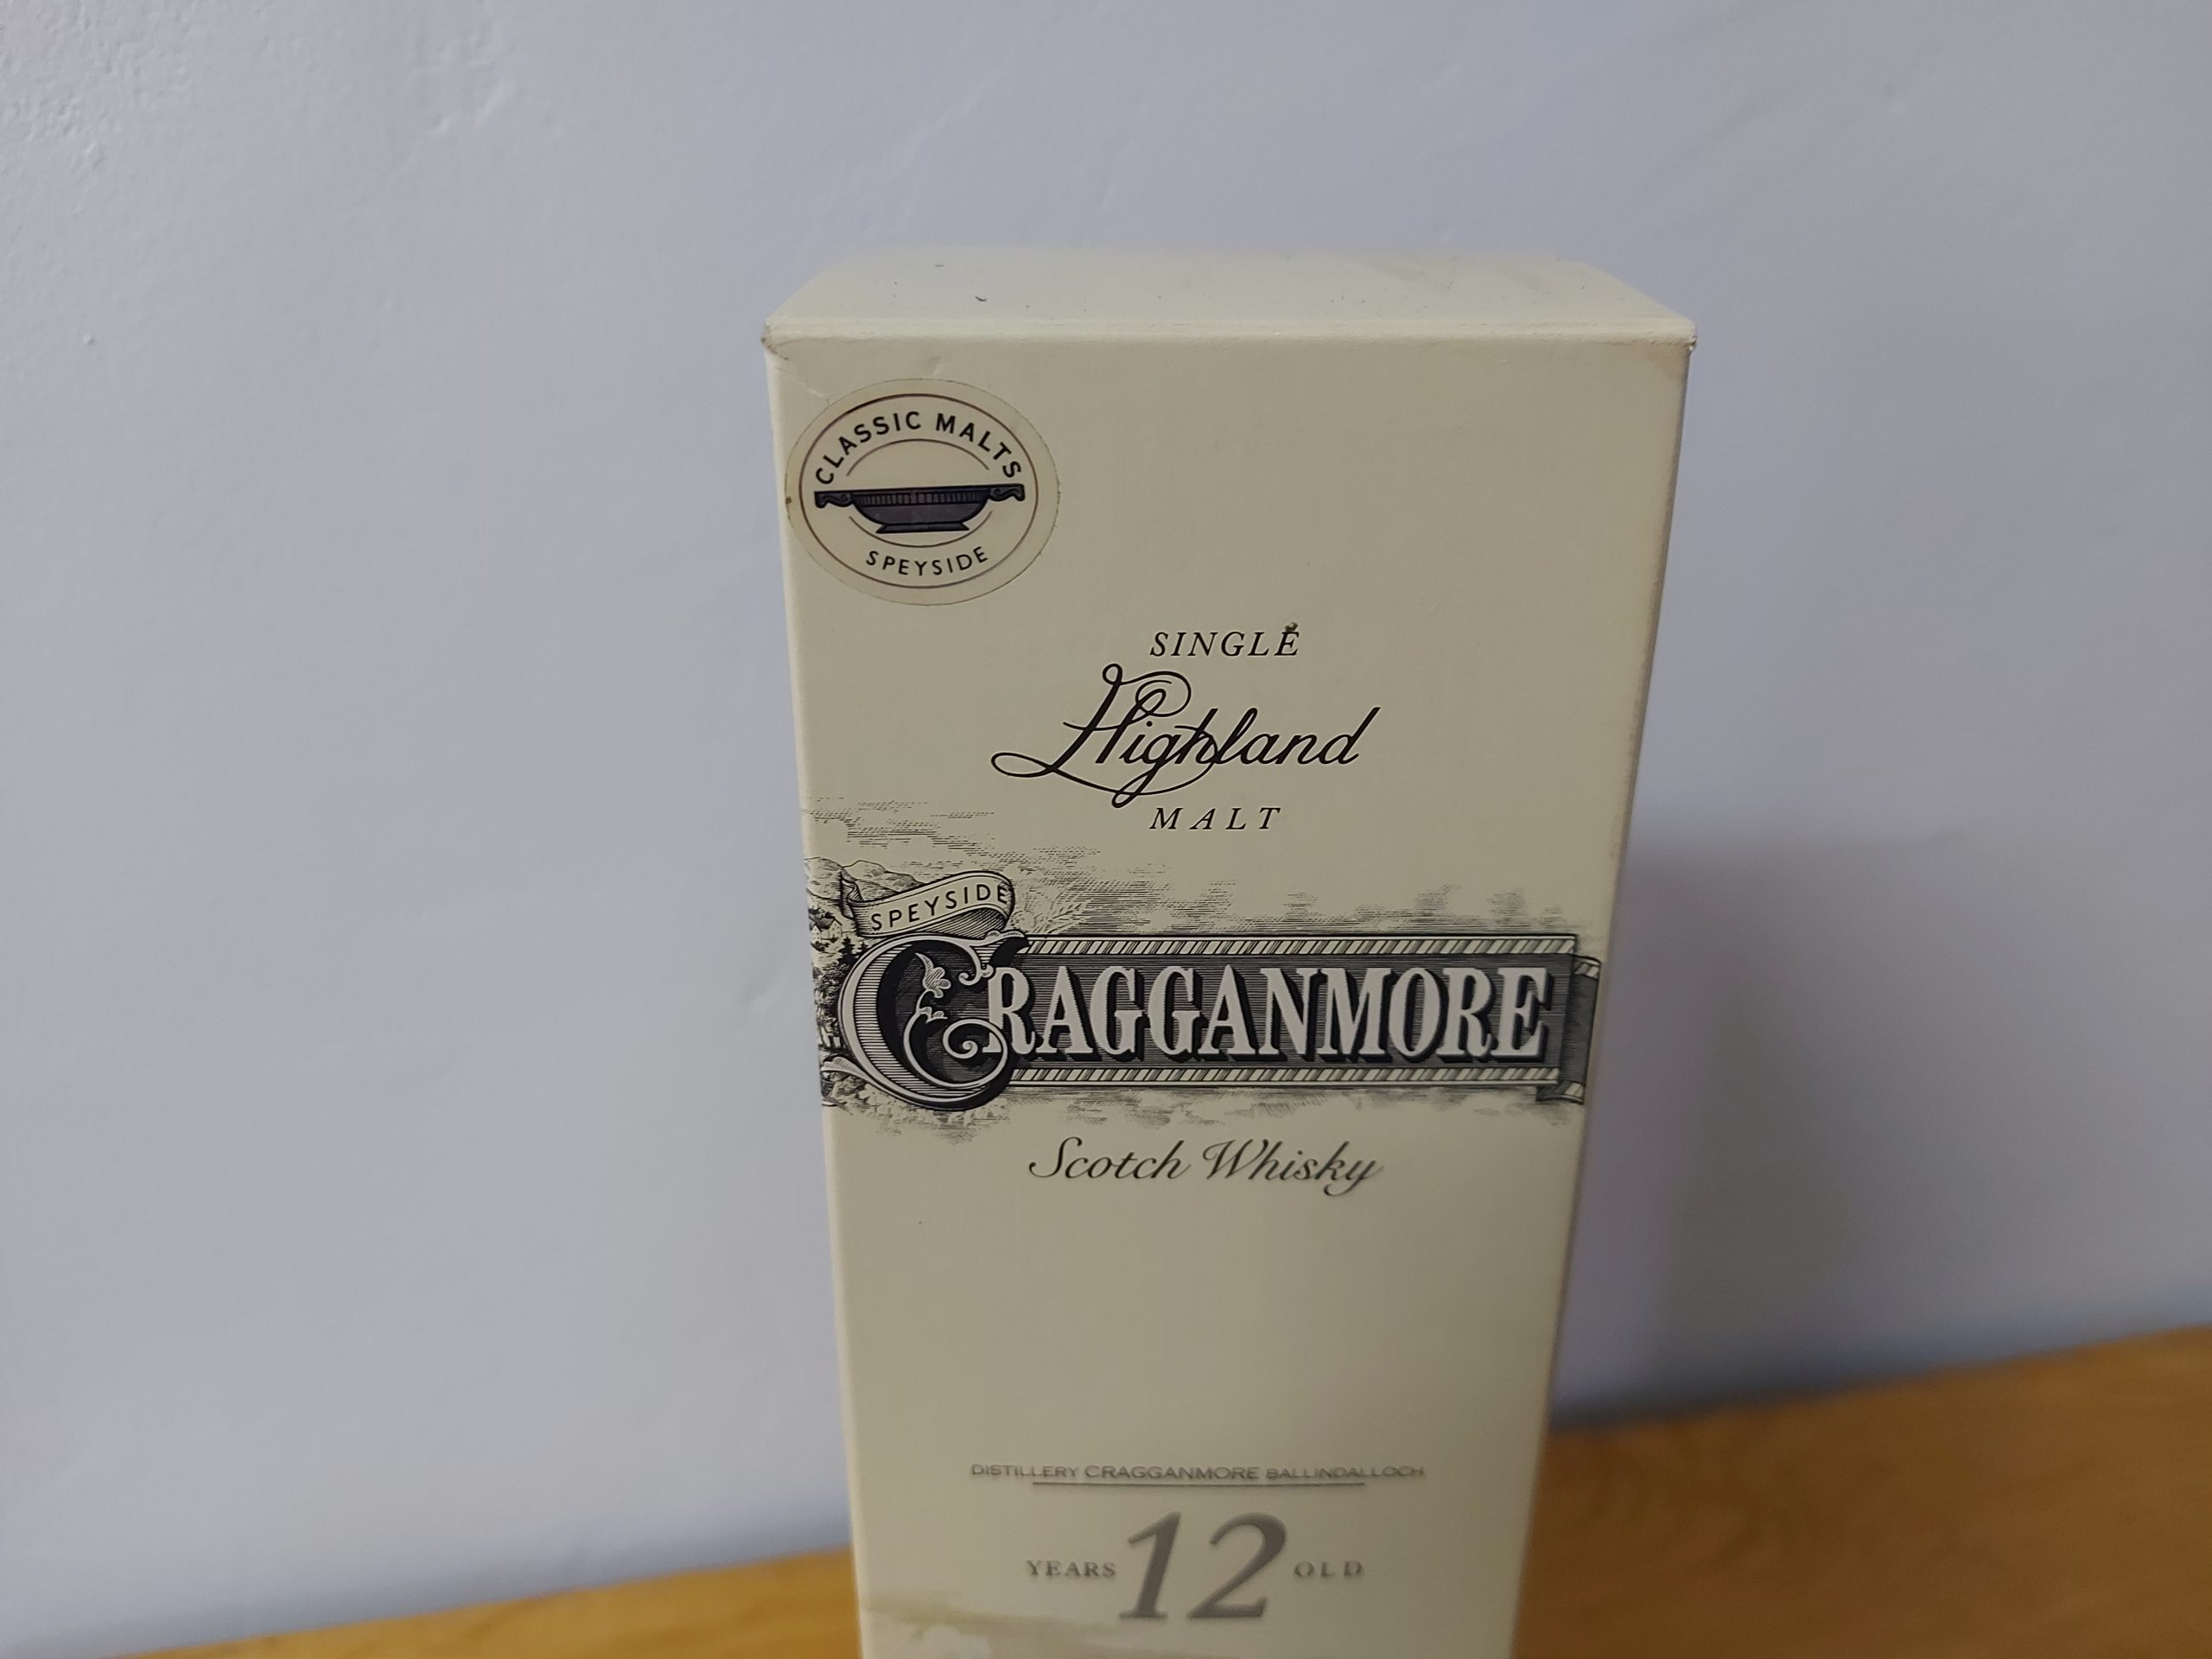 CLASSIC MALTS
SPEYSIDE
SINGLE
Highland
MALT
SPEYSIDE
CRAGGANMORE
Scotch Whisky
DISTILLERY CRAGGANMORE BALLINDALLOCH
YEARS 12 OLD